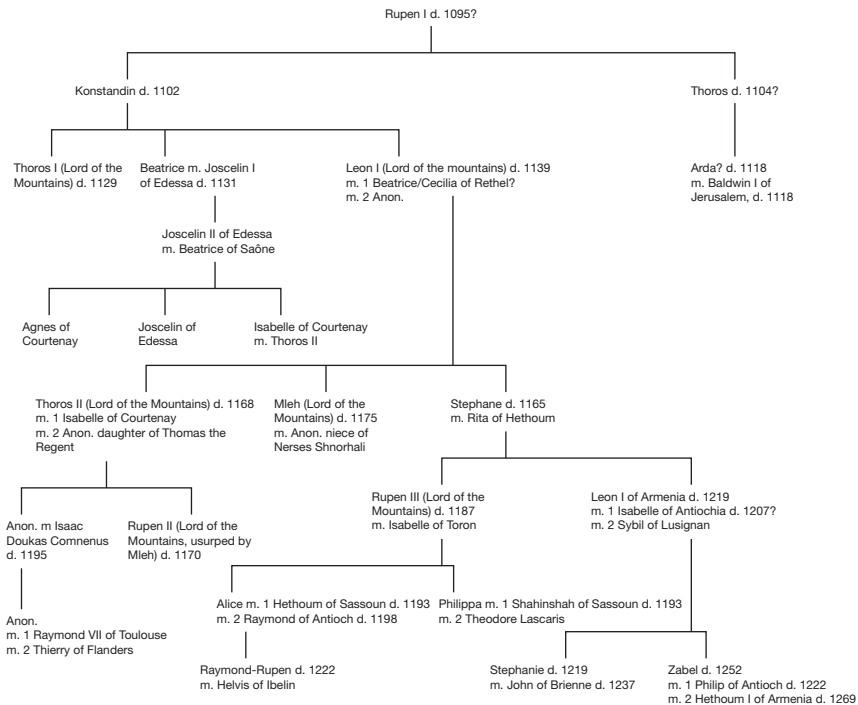 Rupen I d. 1095?
Konstandin d. 1102
Thoros d. 1104?
Thoros I (Lord of the
Mountains) d. 1129
Beatrice m. Joscelin I
of Edessa d. 1131
Leon I (Lord of the mountains) d. 1139
m. 1 Beatrice/Cecilia of Rethel?
m. 2 Anon.
Arda? d. 1118
m. Baldwin I of
Jerusalem, d. 1118
Joscelin II of Edessa
m. Beatrice of Saône
Agnes of
Courtenay
Joscelin of
Edessa
Isabelle of Courtenay
m. Thoros II
Thoros II (Lord of the Mountains) d. 1168
m. 1 Isabelle of Courtenay
m. 2 Anon. daughter of Thomas the
Regent
Mleh (Lord of the
Mountains) d. 1175
m. Anon. niece of
Nerses Shnorhali
Stephane d. 1165
m. Rita of Hethoum
Anon. m Isaac
Doukas Comnenus
d. 1195
Rupen II (Lord of the
Mountains, usurped by
Mleh) d. 1170
Rupen III (Lord of the
Mountains) d. 1187
m. Isabelle of Toron
Leon I of Armenia d. 1219
m. 1 Isabelle of Antiochia d. 1207?
m. 2 Sybil of Lusignan
Anon.
m. 1 Raymond VII of Toulouse
m. 2 Thierry of Flanders
Alice m. 1 Hethoum of Sassoun d. 1193
m. 2 Raymond of Antioch d. 1198
Philippa m. 1 Shahinshah of Sassoun d. 1193
m. 2 Theodore Lascaris
Raymond-Rupen d. 1222
m. Helvis of Ibelin
Stephanie d. 1219
m. John of Brienne d. 1237
Zabel d. 1252
m. 1 Philip of Antioch d. 1222
m. 2 Hethoum I of Armenia d. 1269